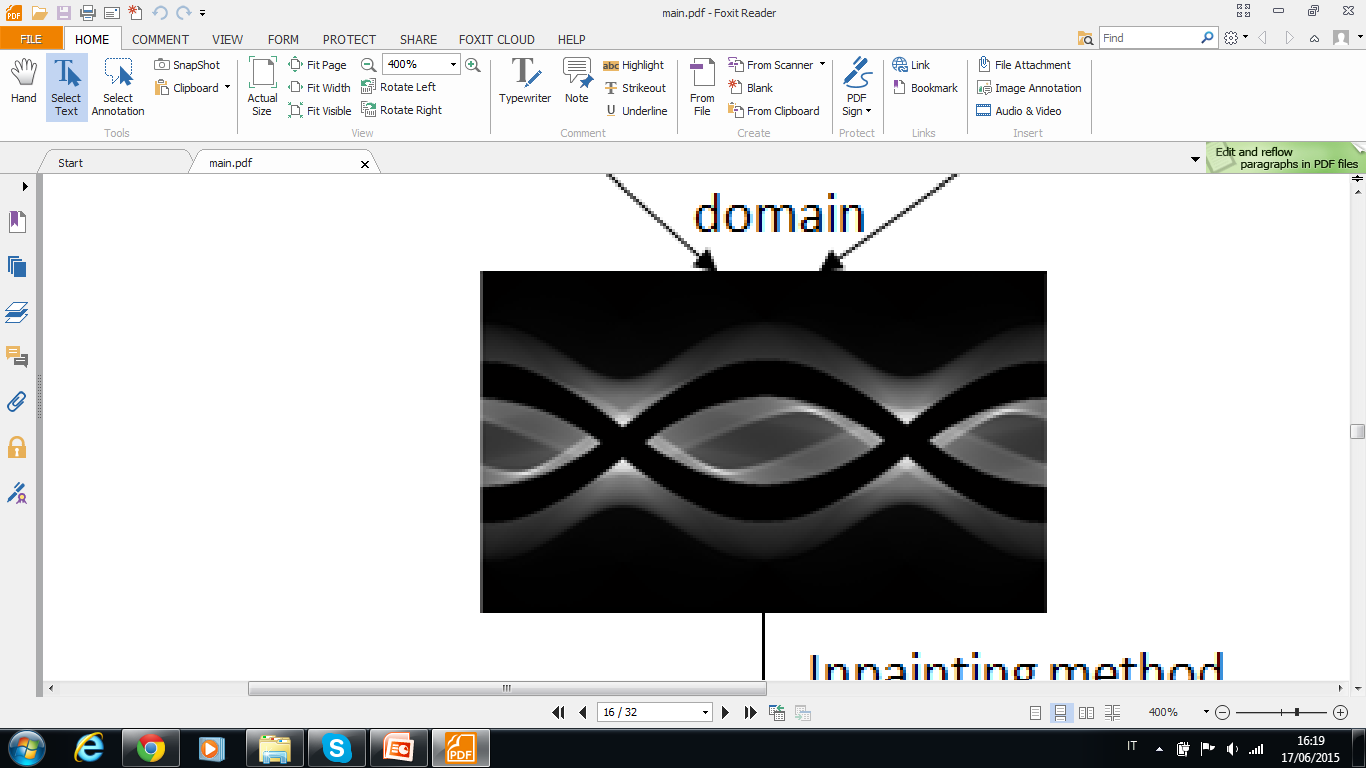 main.pdf - Foxit Reader
FILE HOME COMMENT VIEW FORM PROTECT SHARE FOXIT CLOUD HELP
Find
Hand
Select Text
Select Annotation
SnapShot
Clipboard
Tools
Actual Size
Fit Page
Fit Width
Fit Visible
400%
Rotate Left
Rotate Right
View
Typewriter
Note
abc Highlight
T Strikeout
U Underline
Comment
From File
From Scanner
Blank
From Clipboard
Create
PDF Sign
Protect
Link
Bookmark
Links
File Attachment
Image Annotation
Audio & Video
Insert
Start
main.pdf
Edit and reflow
paragraphs in PDF files
domain
Inpainting method
16 / 32
400%
IT
16:19
17/06/2015
PDF